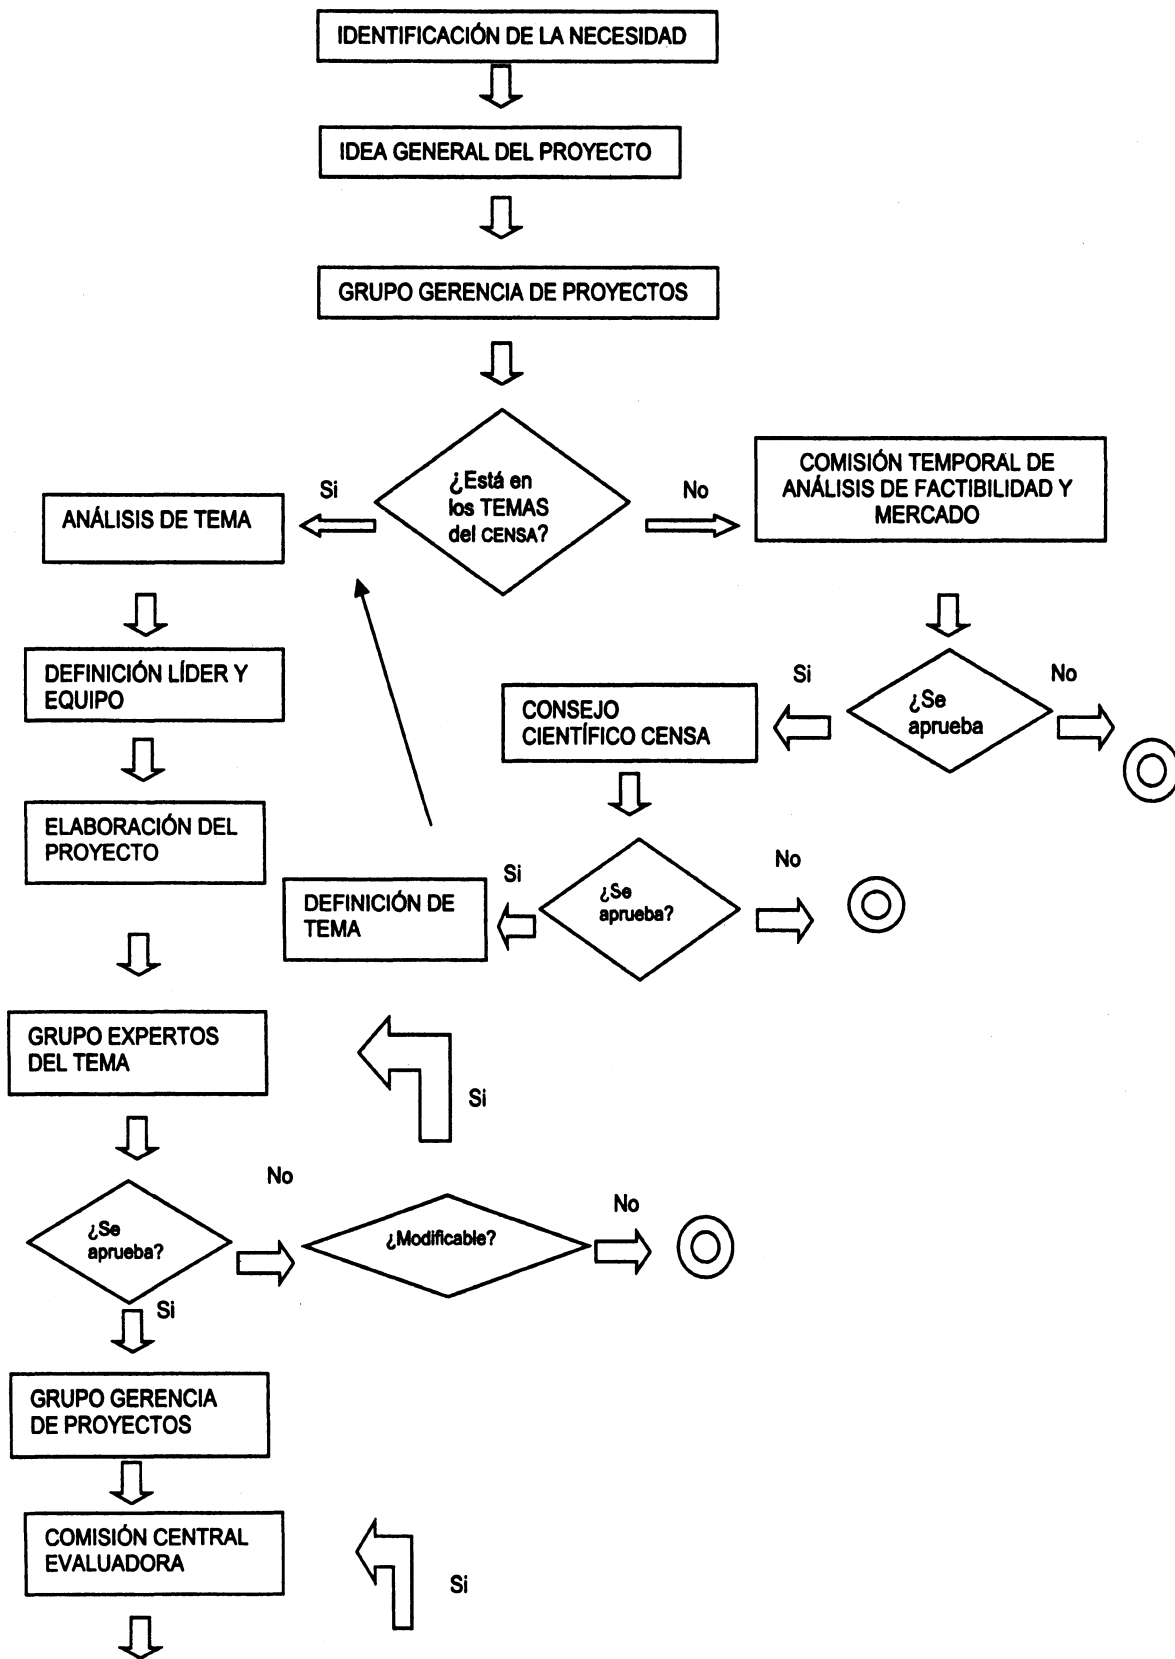 IDENTIFICACIÓN DE LA NECESIDAD
IDEA GENERAL DEL PROYECTO
GRUPO GERENCIA DE PROYECTOS
¿Está en
los TEMAS
del CENSA?
Si
No
ANÁLISIS DE TEMA
COMISIÓN TEMPORAL DE
ANÁLISIS DE FACTIBILIDAD Y
MERCADO
DEFINICIÓN LÍDER Y
EQUIPO
CONSEJO
CIENTÍFICO CENSA
Si
¿Se
aprueba
No
ELABORACIÓN DEL
PROYECTO
DEFINICIÓN DE
TEMA
Si
¿Se
aprueba?
No
GRUPO EXPERTOS
DEL TEMA
Si
¿Se
aprueba?
No
¿Modificable?
No
Si
GRUPO GERENCIA
DE PROYECTOS
COMISIÓN CENTRAL
EVALUADORA
Si